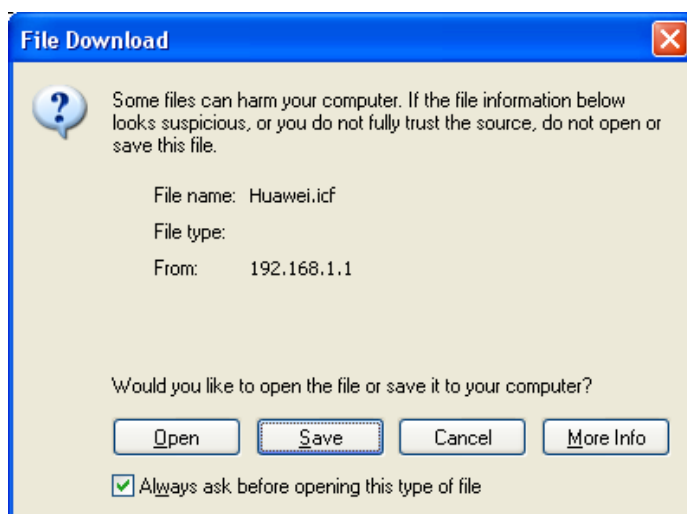 File Download
Some files can harm your computer. If the file information below
looks suspicious, or you do not fully trust the source, do not open or
save this file.
File name: Huawei.icf
File type:
From: 192.168.1.1
Would you like to open the file or save it to your computer?
Open Save Cancel More Info
Always ask before opening this type of file